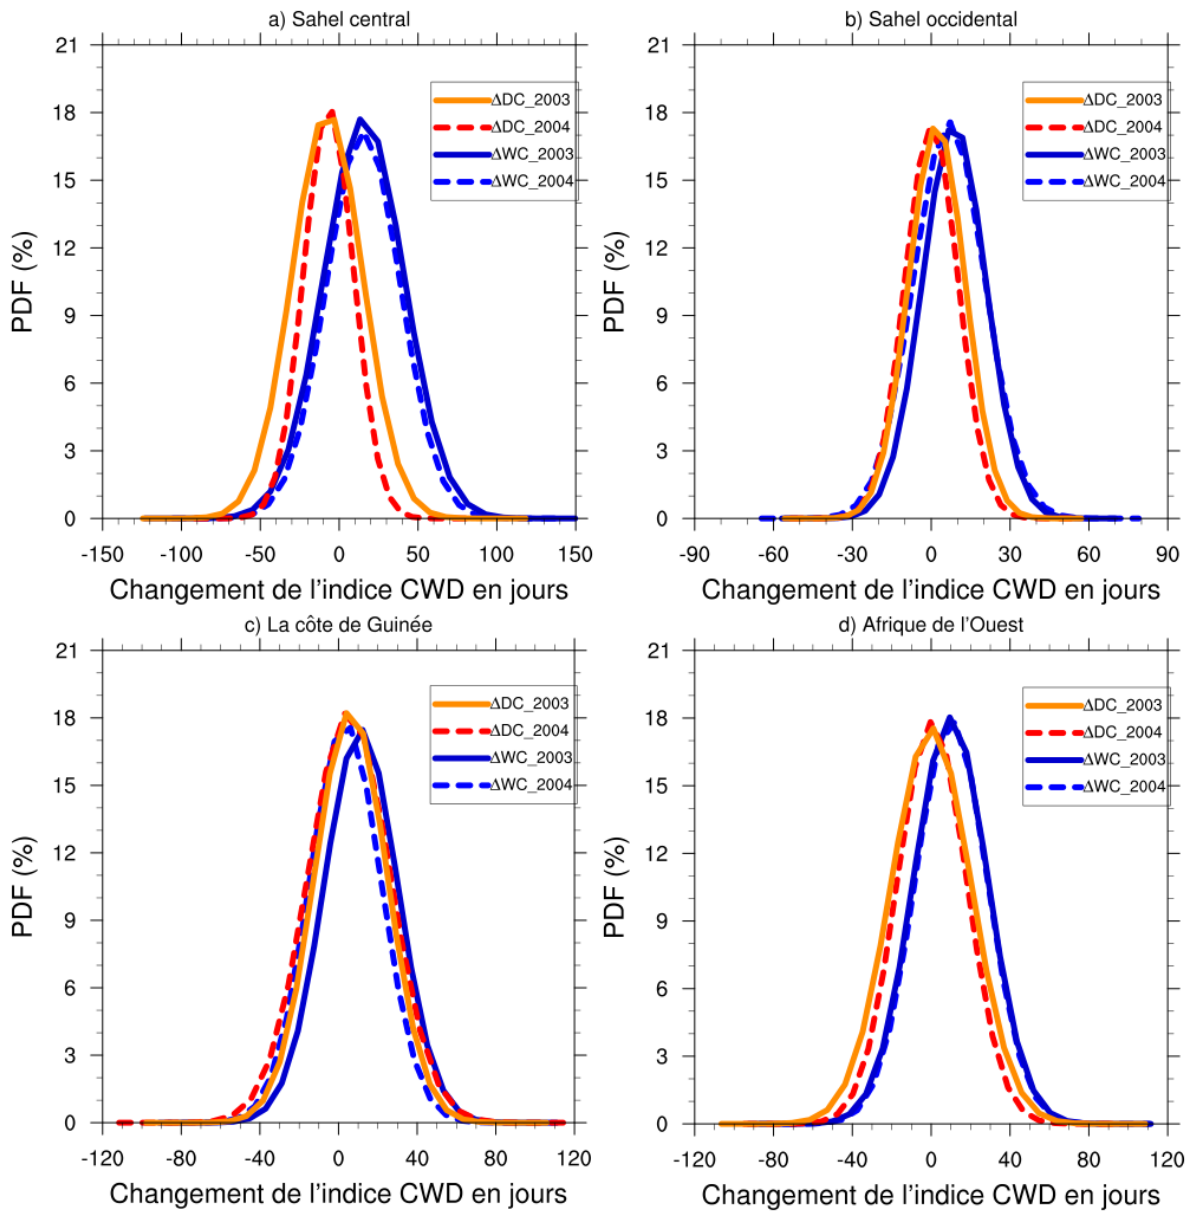 a) Sahel central
-150 -100 -50 0 50 100 150
0 3 6 9 12 15 18 21
PDF (%)
Changement de l'indice CWD en jours
ΔDC_2003
ΔDC_2004
ΔWC_2003
ΔWC_2004
b) Sahel occidental
-90 -60 -30 0 30 60 90
0 3 6 9 12 15 18 21
PDF (%)
Changement de l'indice CWD en jours
ΔDC_2003
ΔDC_2004
ΔWC_2003
ΔWC_2004
c) La côte de Guinée
-120 -80 -40 0 40 80 120
0 3 6 9 12 15 18 21
PDF (%)
Changement de l'indice CWD en jours
ΔDC_2003
ΔDC_2004
ΔWC_2003
ΔWC_2004
d) Afrique de l'Ouest
-120 -80 -40 0 40 80 120
0 3 6 9 12 15 18 21
PDF (%)
Changement de l'indice CWD en jours
ΔDC_2003
ΔDC_2004
ΔWC_2003
ΔWC_2004